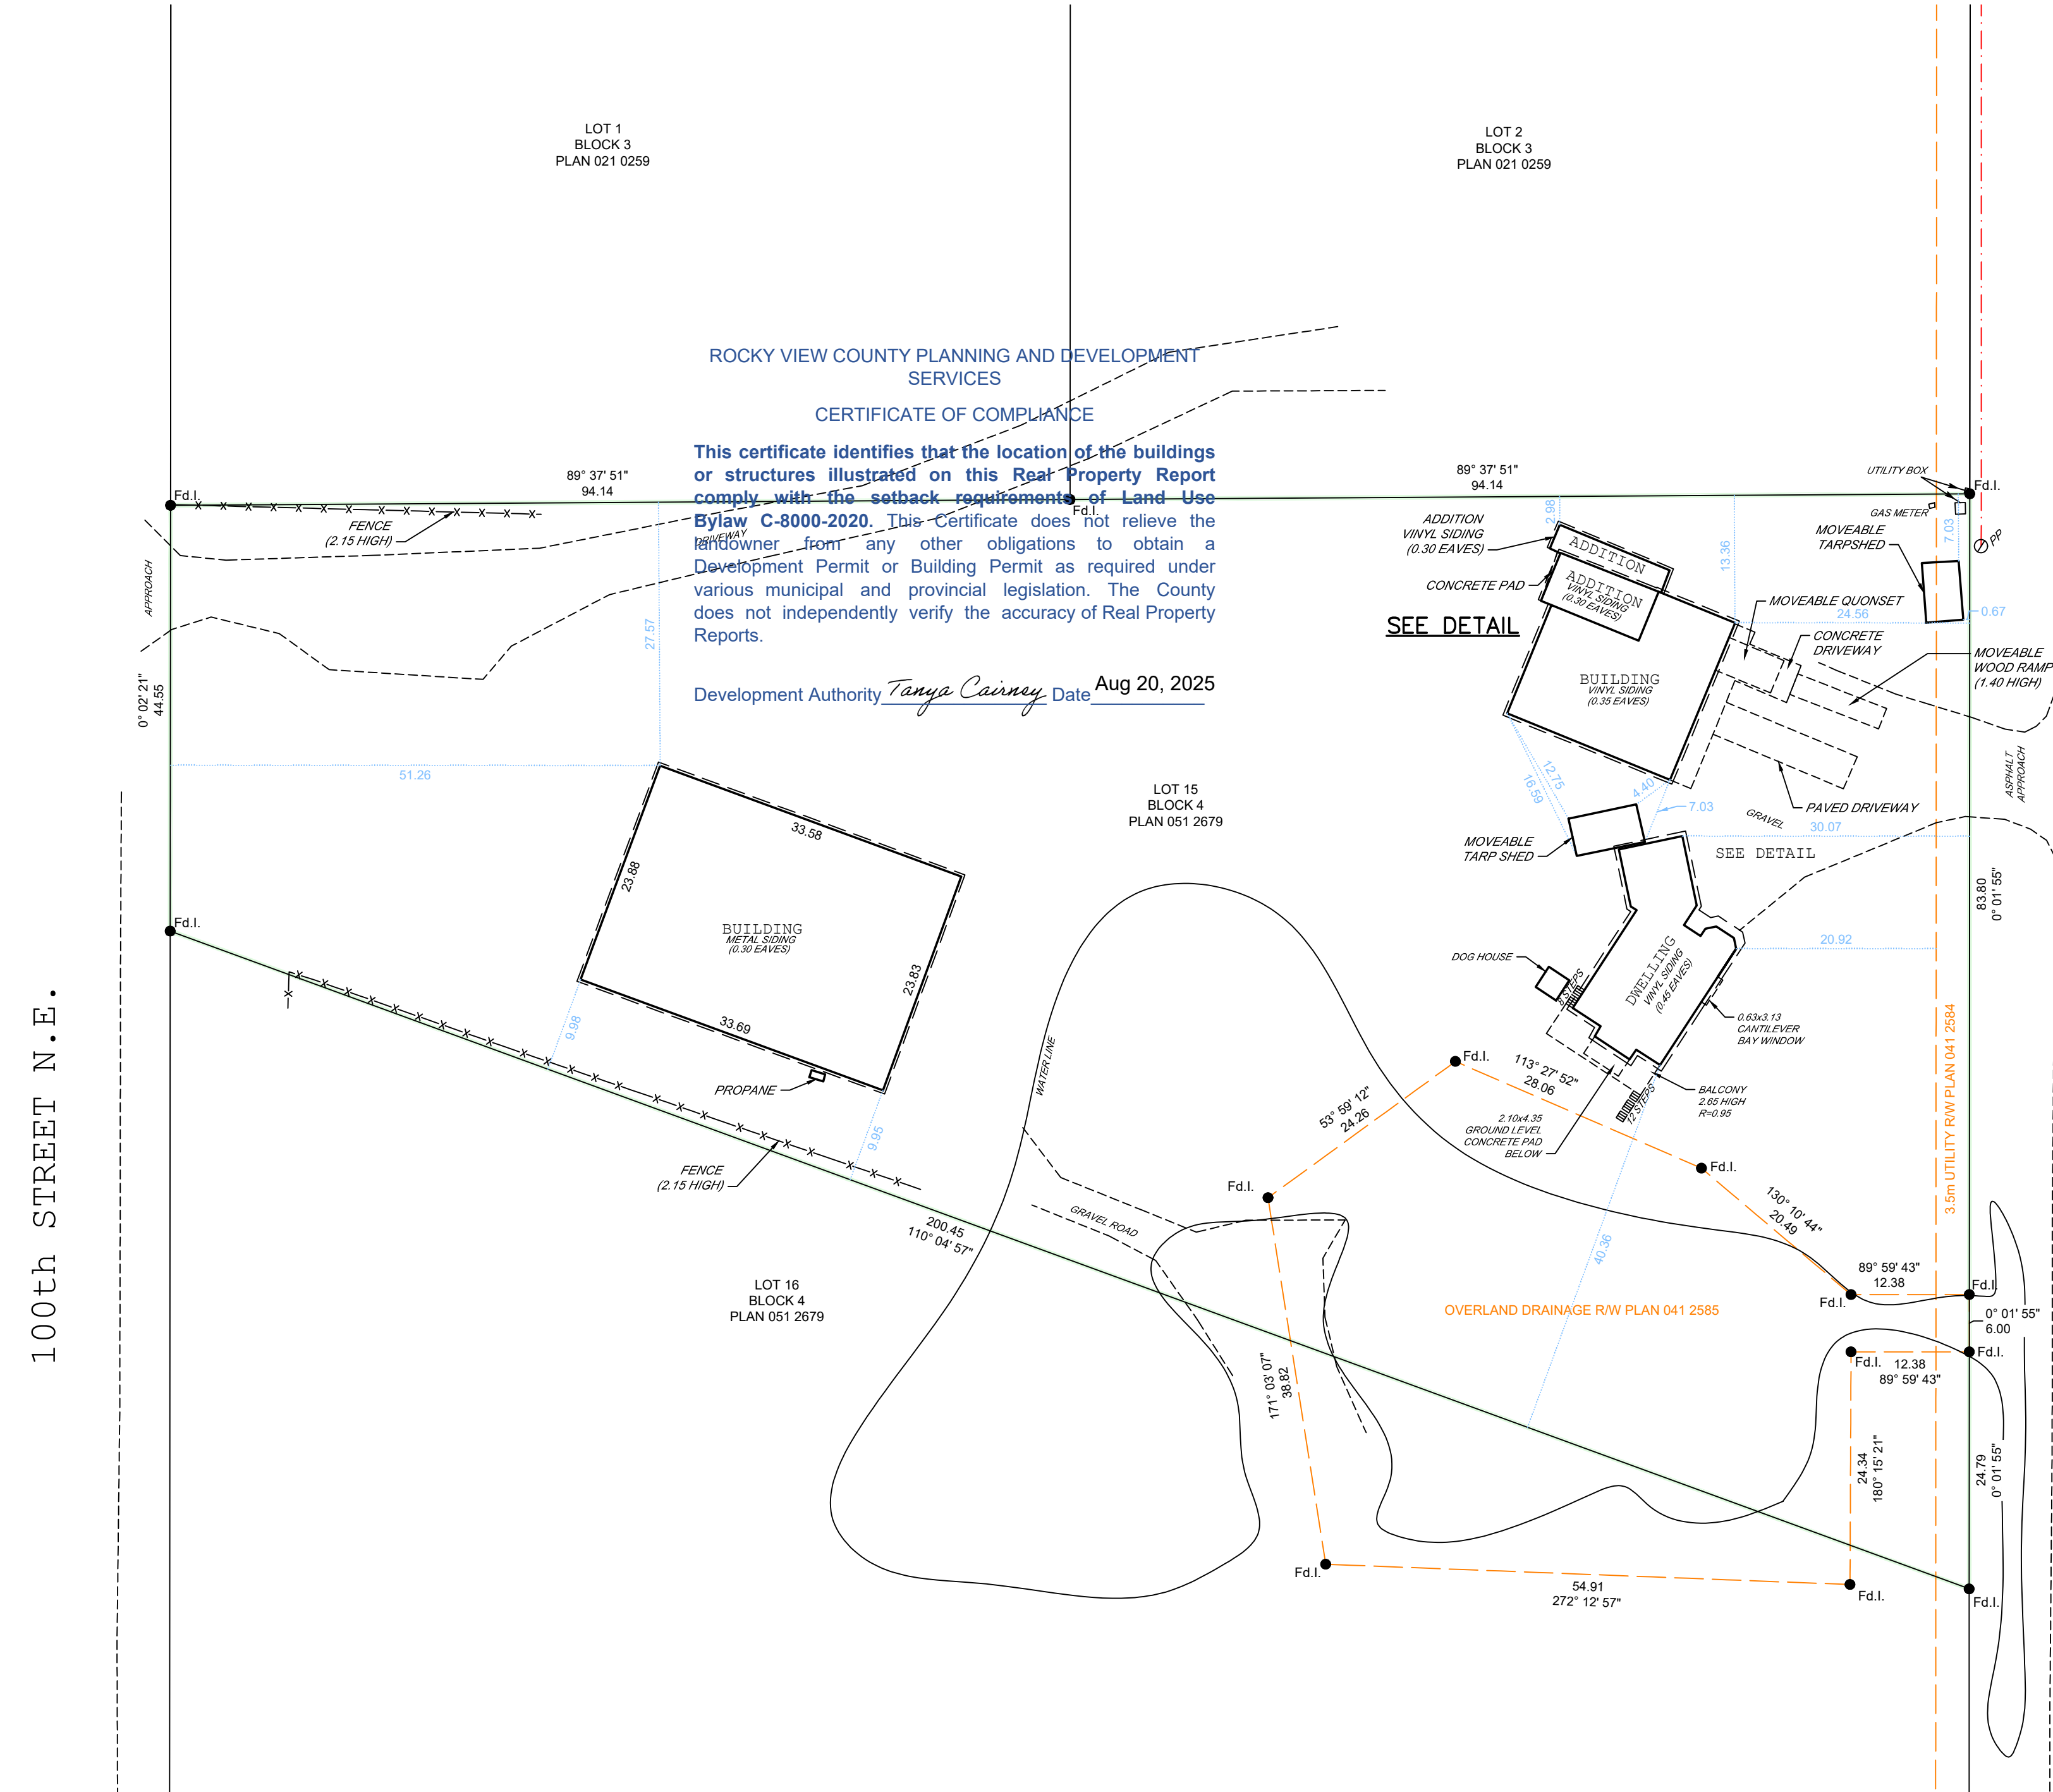 LOT 1
BLOCK 3
PLAN 021 0259
LOT 2
BLOCK 3
PLAN 021 0259
ROCKY VIEW COUNTY PLANNING AND DEVELOPMENT
SERVICES
CERTIFICATE OF COMPLIANCE
This certificate identifies that the location of the buildings
or structures illustrated on this Real Property Report
comply with the setback requirements of Land Use
Bylaw C-8000-2020. This Certificate does not relieve the
landowner from any other obligations to obtain a
Development Permit or Building Permit as required under
various municipal and provincial legislation. The County
does not independently verify the accuracy of Real Property
Reports.
Development Authority Tanya Cairney Date Aug 20, 2025
89° 37' 51"
94.14
89° 37' 51"
94.14
Fd.I.
Fd.I.
Fd.I.
FENCE
(2.15 HIGH)
DRIVEWAY
APPROACH
0° 02' 21"
44.55
27.57
51.26
UTILITY BOX
GAS METER
7.03
PP
MOVEABLE
TARPSHED
0.67
2.98
13.36
24.56
ADDITION
VINYL SIDING
(0.30 EAVES)
ADDITION
ADDITION
VINYL SIDING
(0.30 EAVES)
CONCRETE PAD
SEE DETAIL
MOVEABLE QUONSET
CONCRETE
DRIVEWAY
MOVEABLE
WOOD RAMP
(1.40 HIGH)
BUILDING
VINYL SIDING
(0.35 EAVES)
ASPHALT
APPROACH
PAVED DRIVEWAY
GRAVEL
12.75
16.59
4.40
7.03
30.07
SEE DETAIL
MOVEABLE
TARP SHED
LOT 15
BLOCK 4
PLAN 051 2679
33.58
23.88
23.83
33.69
BUILDING
METAL SIDING
(0.30 EAVES)
Fd.I.
83.80
0° 01' 55"
20.92
DOG HOUSE
8 STEPS
DWELLING
VINYL SIDING
(0.45 EAVES)
0.63x3.13
CANTILEVER
BAY WINDOW
BALCONY
2.65 HIGH
R=0.95
12 STEPS
2.10x4.35
GROUND LEVEL
CONCRETE PAD
BELOW
9.98
9.95
PROPANE
FENCE
(2.15 HIGH)
WATER LINE
GRAVEL ROAD
200.45
110° 04' 57"
Fd.I.
113° 27' 52"
28.06
53° 59' 12"
24.26
Fd.I.
Fd.I.
130° 10' 44"
20.49
3.5m UTILITY R/W PLAN 041 2584
40.36
89° 59' 43"
12.38
Fd.I.
Fd.I.
0° 01' 55"
6.00
OVERLAND DRAINAGE R/W PLAN 041 2585
LOT 16
BLOCK 4
PLAN 051 2679
Fd.I.
12.38
89° 59' 43"
Fd.I.
171° 03' 07"
38.82
24.34
180° 15' 21"
24.79
0° 01' 55"
Fd.I.
54.91
272° 12' 57"
Fd.I.
Fd.I.
100th STREET N.E.